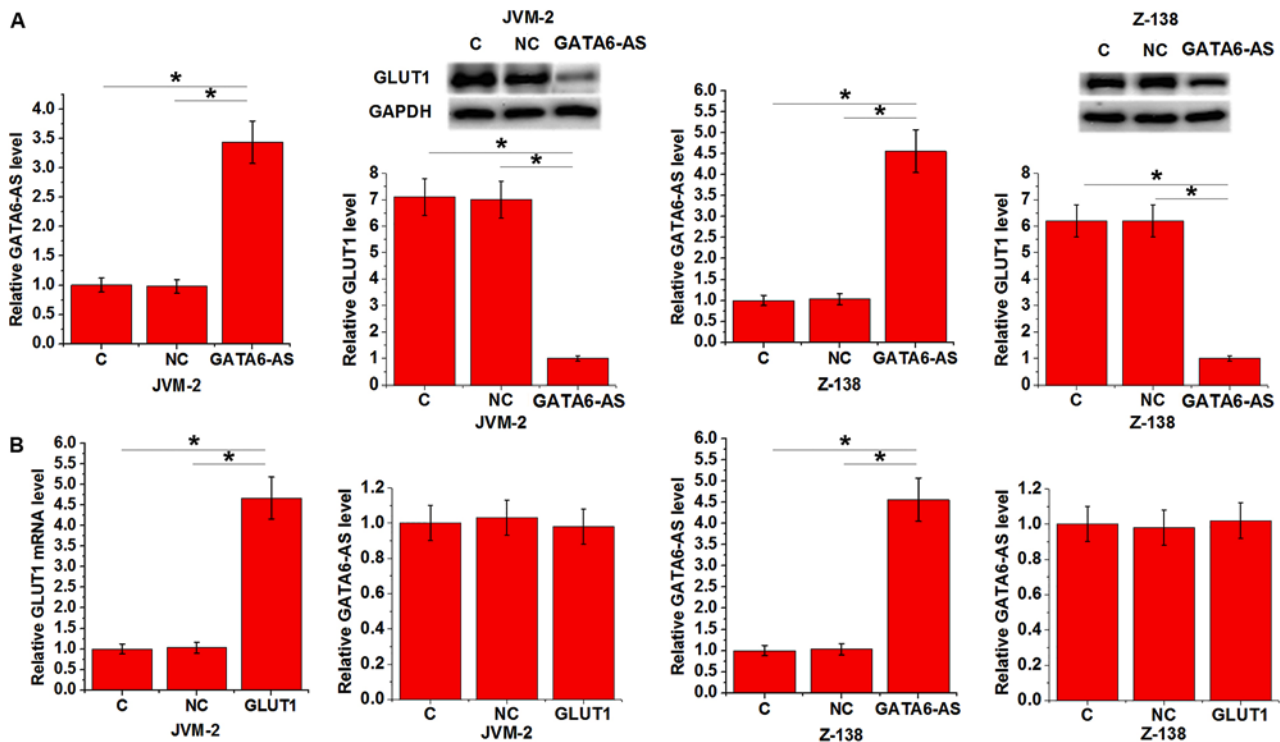 A
JVM-2
C NC GATA6-AS
GLUT1
GAPDH
Z-138
C NC GATA6-AS
Relative GATA6-AS level
4.0
3.5
3.0
2.5
2.0
1.5
1.0
0.5
0.0
* *
C NC GATA6-AS
JVM-2
Relative GLUT1 level
8
7
6
5
4
3
2
1
0
* *
C NC GATA6-AS
JVM-2
Relative GATA6-AS level
6.0
5.5
5.0
4.5
4.0
3.5
3.0
2.5
2.0
1.5
1.0
0.5
0.0
* *
C NC GATA6-AS
Z-138
Relative GLUT1 level
8
7
6
5
4
3
2
1
0
* *
C NC GATA6-AS
Z-138
B
Relative GLUT1 mRNA level
6.0
5.5
5.0
4.5
4.0
3.5
3.0
2.5
2.0
1.5
1.0
0.5
0.0
* *
C NC GLUT1
JVM-2
Relative GATA6-AS level
1.2
1.0
0.8
0.6
0.4
0.2
0.0
C NC GLUT1
JVM-2
Relative GATA6-AS level
6.0
5.5
5.0
4.5
4.0
3.5
3.0
2.5
2.0
1.5
1.0
0.5
0.0
* *
C NC GATA6-AS
Z-138
Relative GATA6-AS level
1.2
1.0
0.8
0.6
0.4
0.2
0.0
C NC GLUT1
Z-138